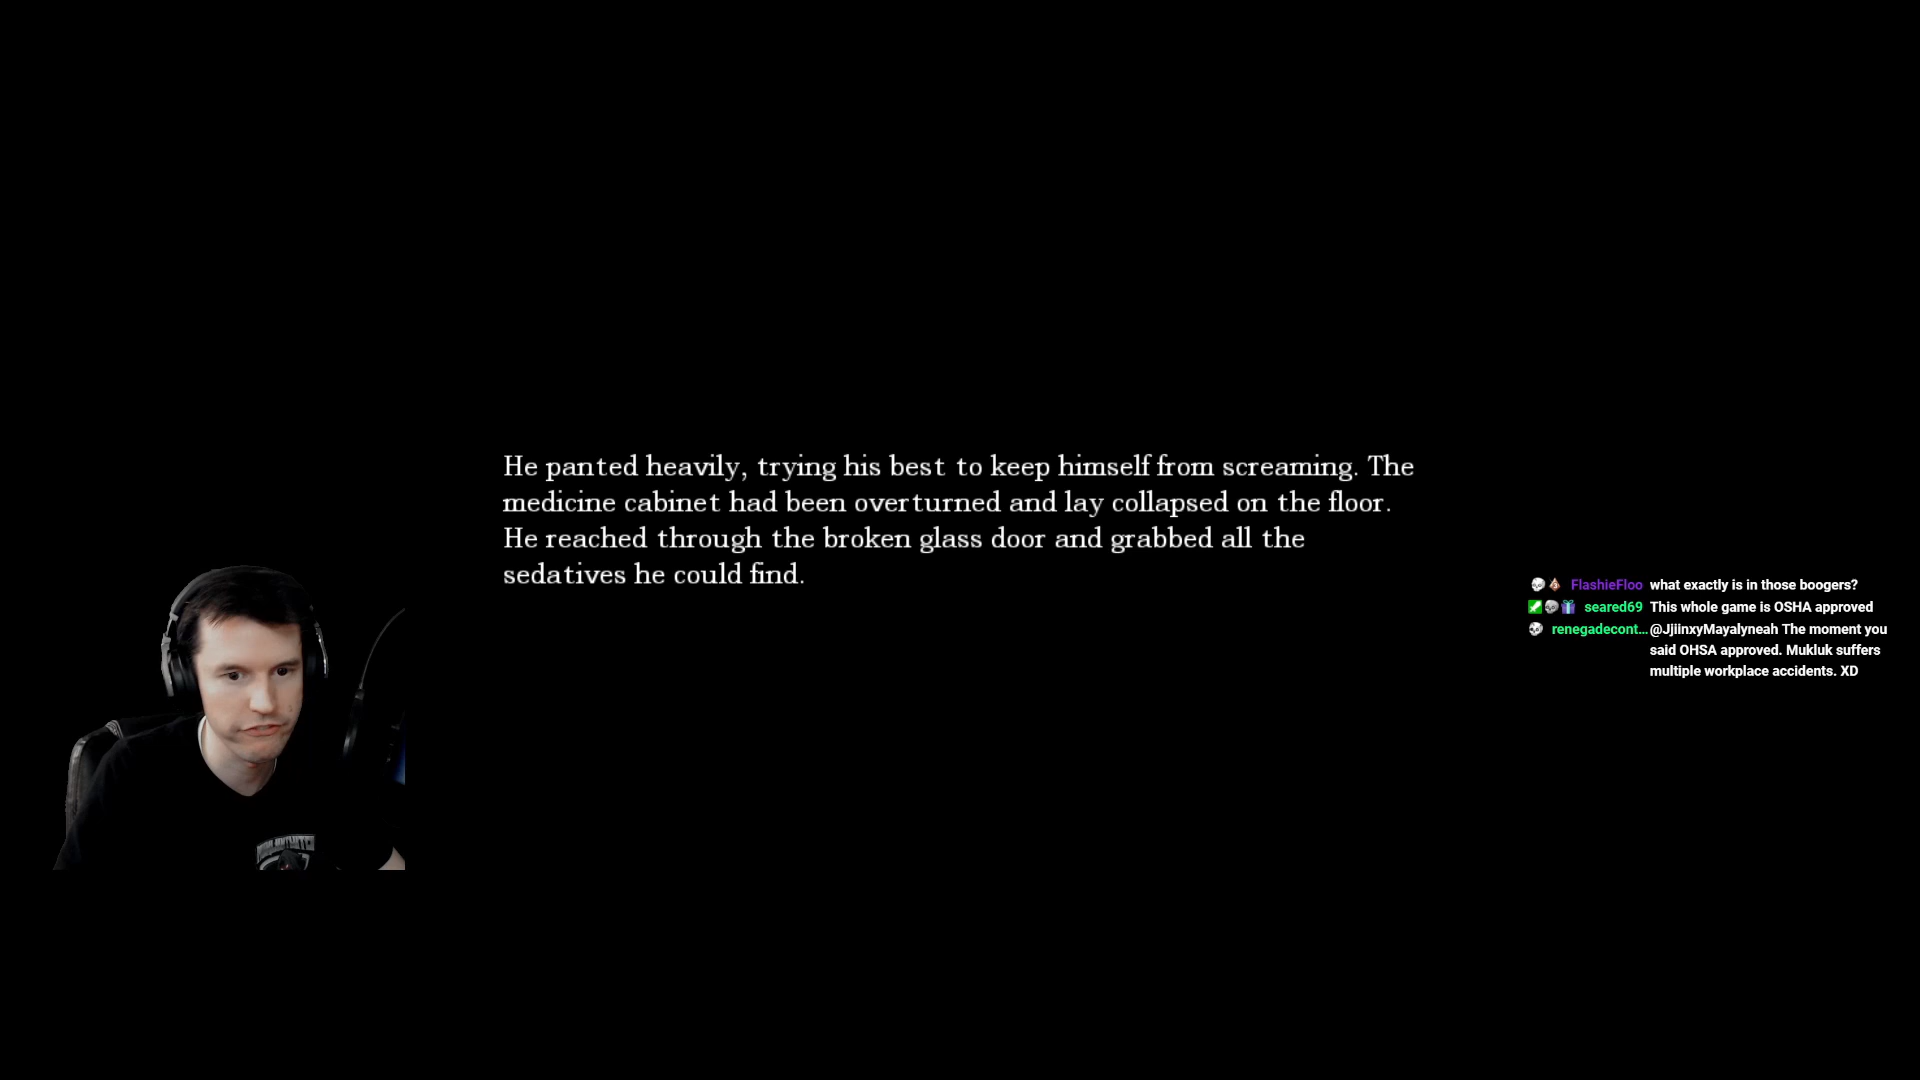 He panted heavily, trying his best to keep himself from screaming. The
medicine cabinet had been overturned and lay collapsed on the floor.
He reached through the broken glass door and grabbed all the
sedatives he could find.
FlashieFloo what exactly is in those boogers?
seared69 This whole game is OSHA approved
renegadecont... @JjiinxyMayalyneah The moment you
said OHSA approved. Mukluk suffers
multiple workplace accidents. XD